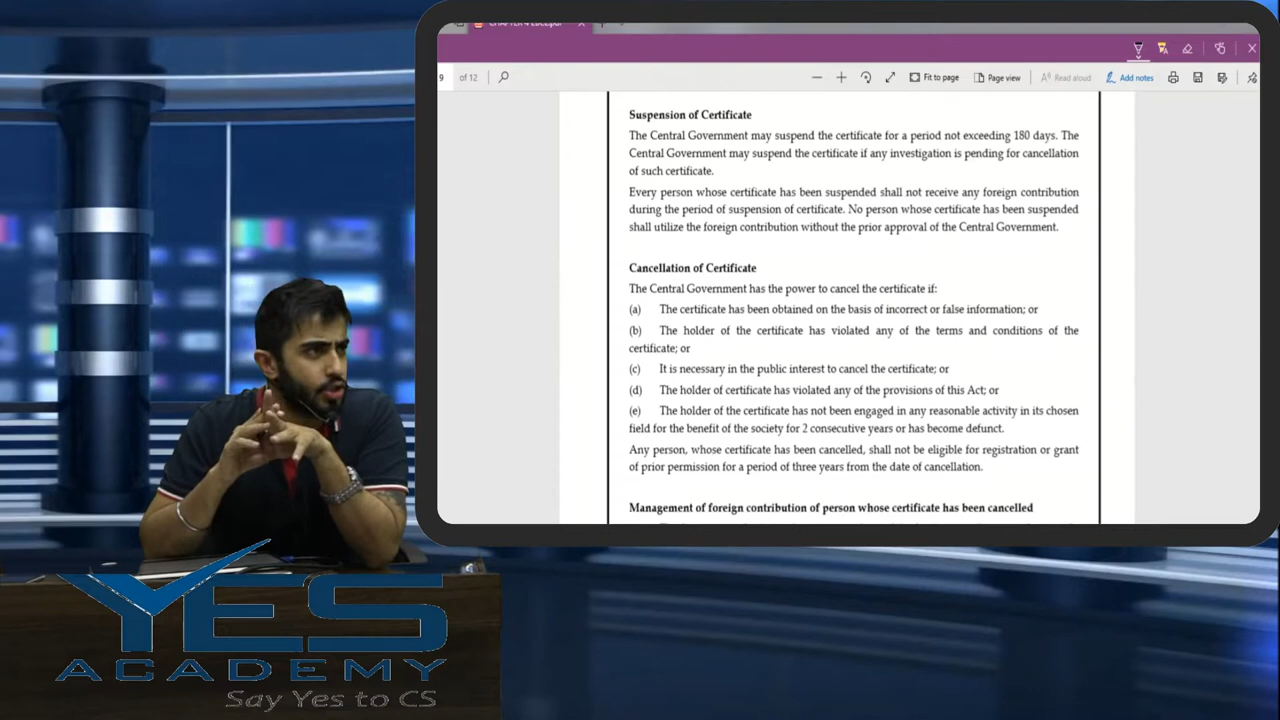 9 of 12
Fit to page
Page view
Read aloud
Add notes
Suspension of Certificate
The Central Government may suspend the certificate for a period not exceeding 180 days. The
Central Government may suspend the certificate if any investigation is pending for cancellation
of such certificate.
Every person whose certificate has been suspended shall not receive any foreign contribution
during the period of suspension of certificate. No person whose certificate has been suspended
shall utilize the foreign contribution without the prior approval of the Central Government.
Cancellation of Certificate
The Central Government has the power to cancel the certificate if:
(a) The certificate has been obtained on the basis of incorrect or false information; or
(b) The holder of the certificate has violated any of the terms and conditions of the
certificate; or
(c) It is necessary in the public interest to cancel the certificate; or
(d) The holder of certificate has violated any of the provisions of this Act; or
(e) The holder of the certificate has not been engaged in any reasonable activity in its chosen
field for the benefit of the society for 2 consecutive years or has become defunct.
Any person, whose certificate has been cancelled, shall not be eligible for registration or grant
of prior permission for a period of three years from the date of cancellation.
Management of foreign contribution of person whose certificate has been cancelled
YES
ACADEMY
Say Yes to CS